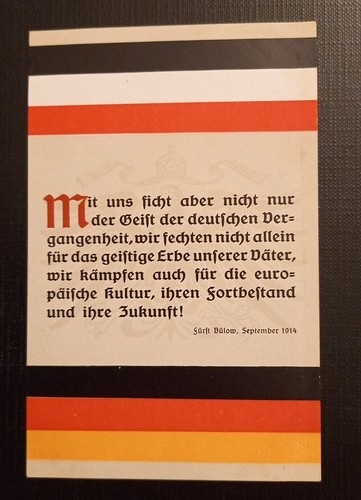 Mit uns ficht aber nicht nur
der Geist der deutschen Ver=
gangenheit, wir fechten nicht allein
für das geistige Erbe unserer Väter,
wir kämpfen auch für die euro=
päische Kultur, ihren Fortbestand
und ihre Zukunft!
Fürst Bülow, September 1914